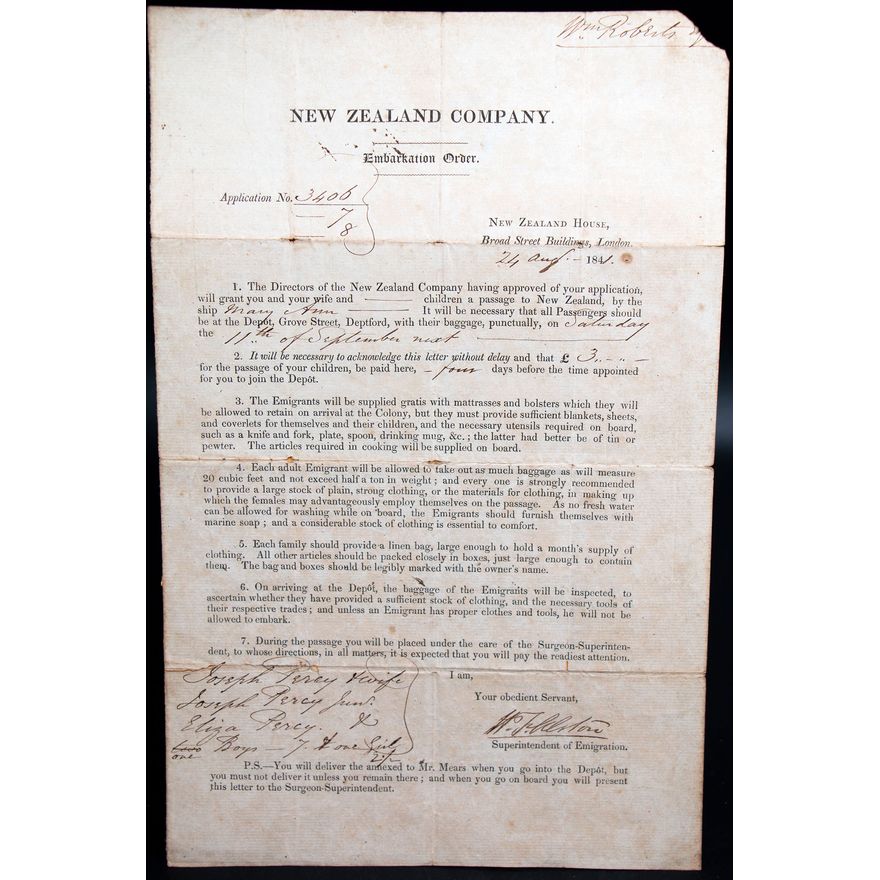 Wm Roberts
NEW ZEALAND COMPANY.
Embarkation Order.
Application No. 3406
7
8
NEW ZEALAND HOUSE,
Broad Street Buildings, London.
24 Augt. 1841.
1. The Directors of the New Zealand Company having approved of your application,
will grant you and your wife and ——— children a passage to New Zealand, by the
ship Mary Ann ——— It will be necessary that all Passengers should
be at the Depôt, Grove Street, Deptford, with their baggage, punctually, on Saturday
the 11th of September next ———
2. It will be necessary to acknowledge this letter without delay and that £ 3.-.-
for the passage of your children, be paid here, – four days before the time appointed
for you to join the Depôt.
3. The Emigrants will be supplied gratis with mattrasses and bolsters which they will
be allowed to retain on arrival at the Colony, but they must provide sufficient blankets, sheets,
and coverlets for themselves and their children, and the necessary utensils required on board,
such as a knife and fork, plate, spoon, drinking mug, &c.; the latter had better be of tin or
pewter. The articles required in cooking will be supplied on board.
4. Each adult Emigrant will be allowed to take out as much baggage as will measure
20 cubic feet and not exceed half a ton in weight; and every one is strongly recommended
to provide a large stock of plain, strong clothing, or the materials for clothing, in making up
which the females may advantageously employ themselves on the passage. As no fresh water
can be allowed for washing while on board, the Emigrants should furnish themselves with
marine soap; and a considerable stock of clothing is essential to comfort.
5. Each family should provide a linen bag, large enough to hold a month's supply of
clothing. All other articles should be packed closely in boxes, just large enough to contain
them. The bag and boxes should be legibly marked with the owner's name.
6. On arriving at the Depôt, the baggage of the Emigrants will be inspected, to
ascertain whether they have provided a sufficient stock of clothing, and the necessary tools of
their respective trades; and unless an Emigrant has proper clothes and tools, he will not be
allowed to embark.
7. During the passage you will be placed under the care of the Surgeon-Superinten-
dent, to whose directions, in all matters, it is expected that you will pay the readiest attention.
I am,
Your obedient Servant,
Superintendent of Emigration.
Joseph Percy & wife
Joseph Percy Junr.
Eliza Percy. &
one Boys – 7. & one Girl
2
P.S.—You will deliver the annexed to Mr. Mears when you go into the Depôt, but
you must not deliver it unless you remain there; and when you go on board you will present
this letter to the Surgeon-Superintendent.